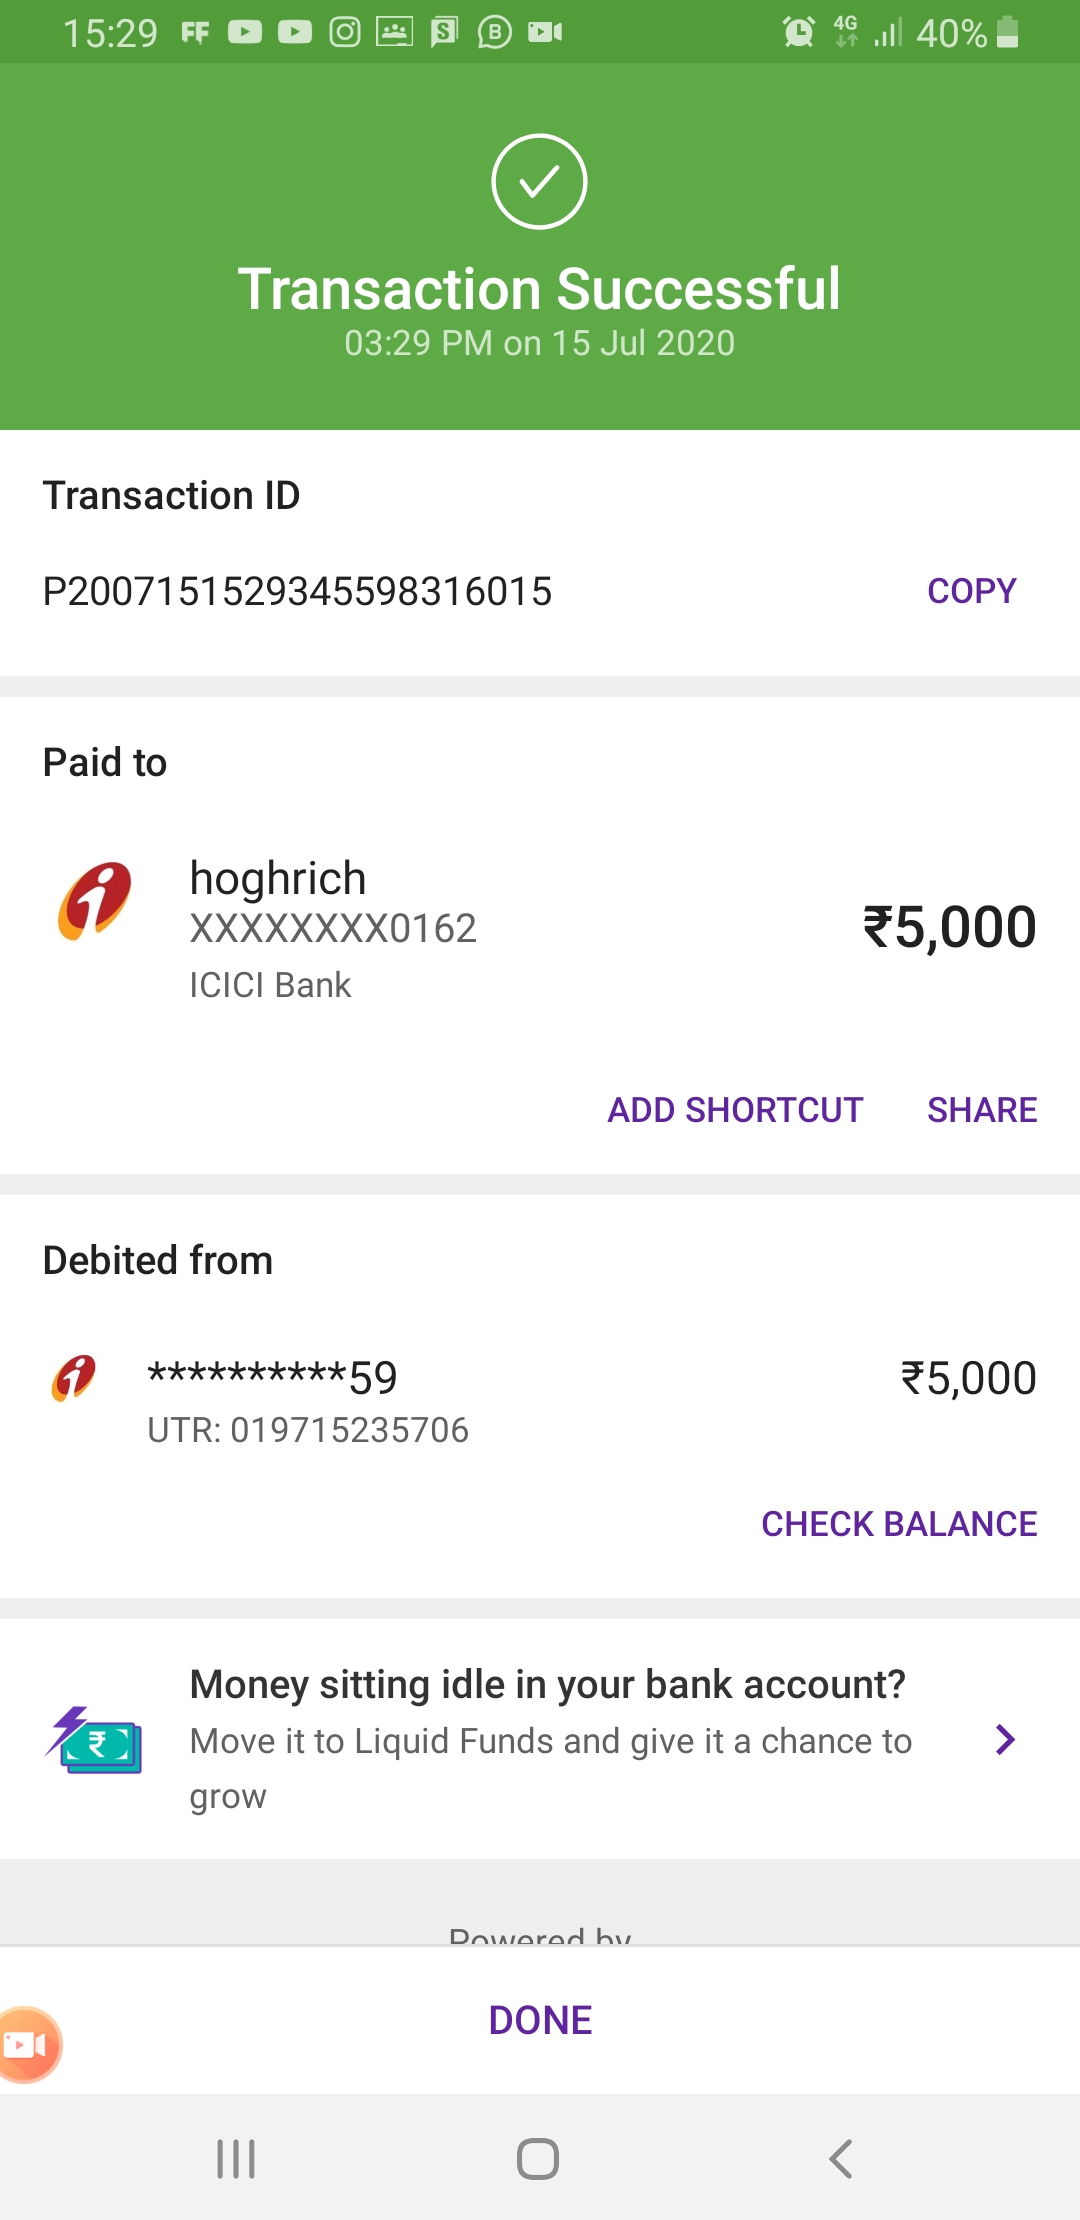 15:29 FF 4G 40%
Transaction Successful
03:29 PM on 15 Jul 2020
Transaction ID
P2007151529345598316015 COPY
Paid to
hoghrich
XXXXXXXX0162
₹5,000
ICICI Bank
ADD SHORTCUT SHARE
Debited from
**********59 ₹5,000
UTR: 019715235706
CHECK BALANCE
Money sitting idle in your bank account?
Move it to Liquid Funds and give it a chance to
grow
Powered by
DONE